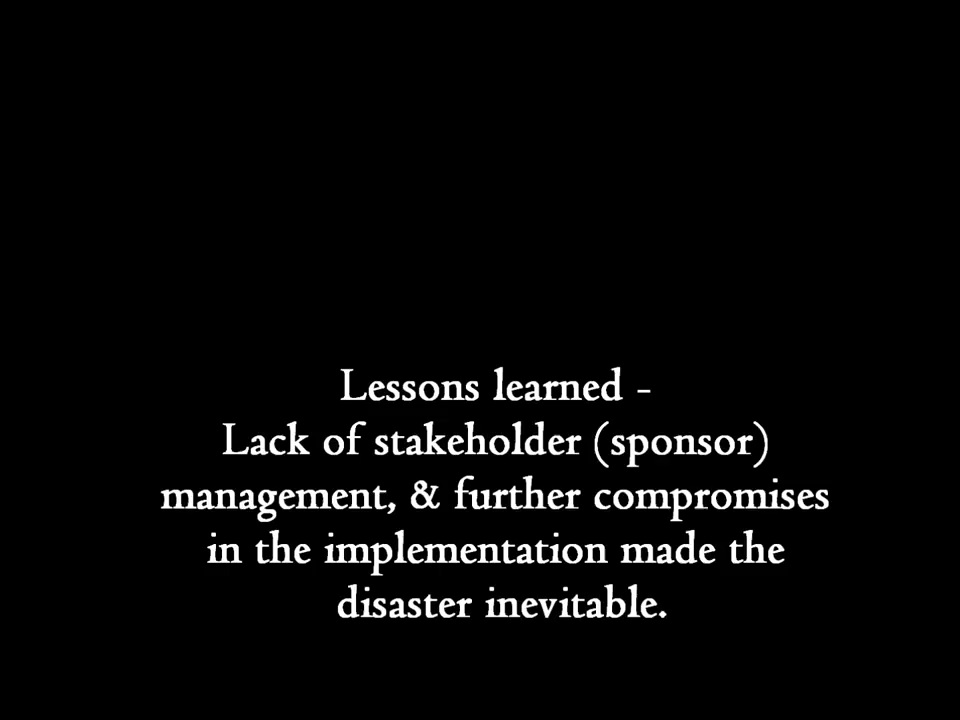 Lessons learned -
Lack of stakeholder (sponsor)
management, & further compromises
in the implementation made the
disaster inevitable.